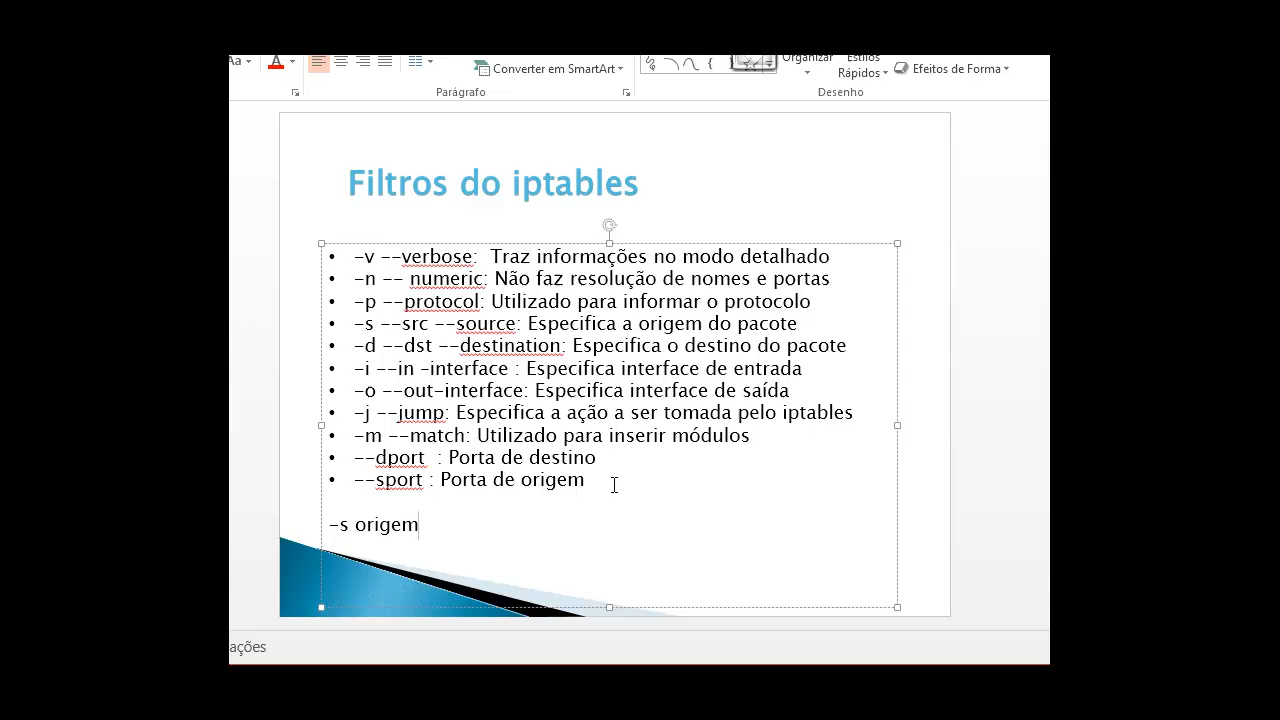 Aa
A
Converter em SmartArt
Organizar
Estilos
Rápidos
Efeitos de Forma
Parágrafo
Desenho
Filtros do iptables
• -v --verbose: Traz informações no modo detalhado
• -n -- numeric: Não faz resolução de nomes e portas
• -p --protocol: Utilizado para informar o protocolo
• -s --src --source: Especifica a origem do pacote
• -d --dst --destination: Especifica o destino do pacote
• -i --in -interface : Especifica interface de entrada
• -o --out-interface: Especifica interface de saída
• -j --jump: Especifica a ação a ser tomada pelo iptables
• -m --match: Utilizado para inserir módulos
• --dport : Porta de destino
• --sport : Porta de origem
-s origem
ações